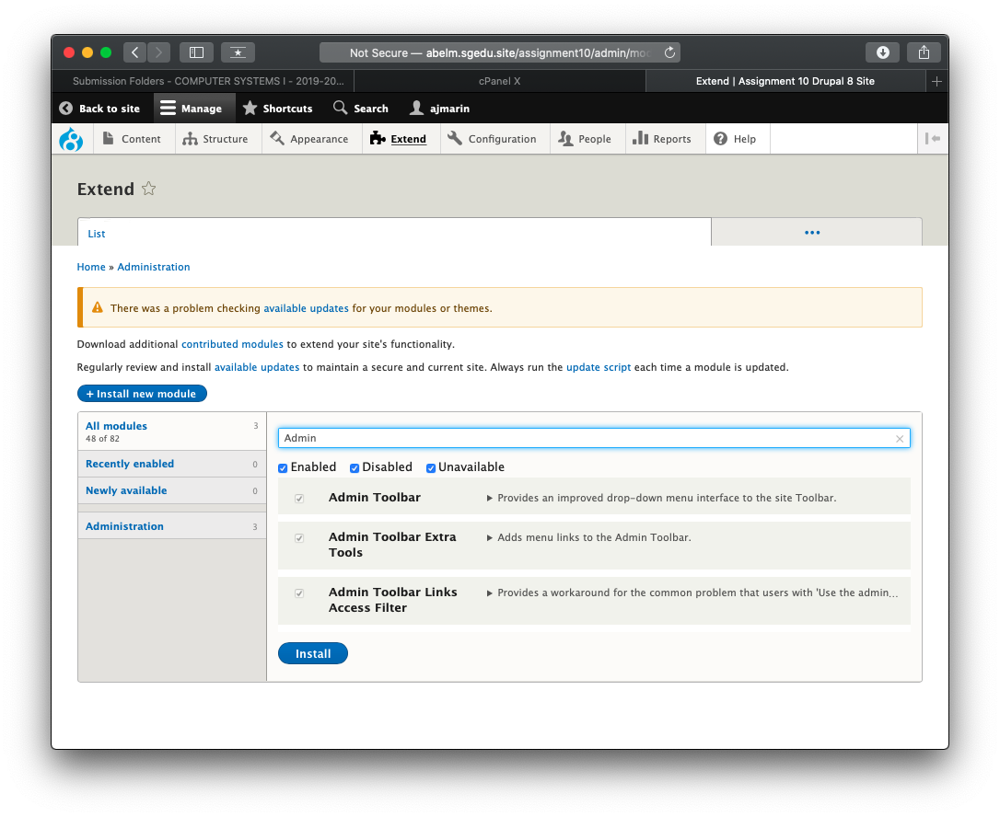 Not Secure — abelm.sgedu.site/assignment10/admin/mod
Submission Folders - COMPUTER SYSTEMS I - 2019-20...
cPanel X
Extend | Assignment 10 Drupal 8 Site
Back to site
Manage
Shortcuts
Search
ajmarin
Content
Structure
Appearance
Extend
Configuration
People
Reports
Help
Extend
List
•••
Home » Administration
There was a problem checking available updates for your modules or themes.
Download additional contributed modules to extend your site's functionality.
Regularly review and install available updates to maintain a secure and current site. Always run the update script each time a module is updated.
+ Install new module
All modules 3
48 of 82
Recently enabled 0
Newly available 0
Administration 3
Admin
Enabled Disabled Unavailable
Admin Toolbar
Provides an improved drop-down menu interface to the site Toolbar.
Admin Toolbar Extra
Tools
Adds menu links to the Admin Toolbar.
Admin Toolbar Links
Access Filter
Provides a workaround for the common problem that users with 'Use the admin...
Install